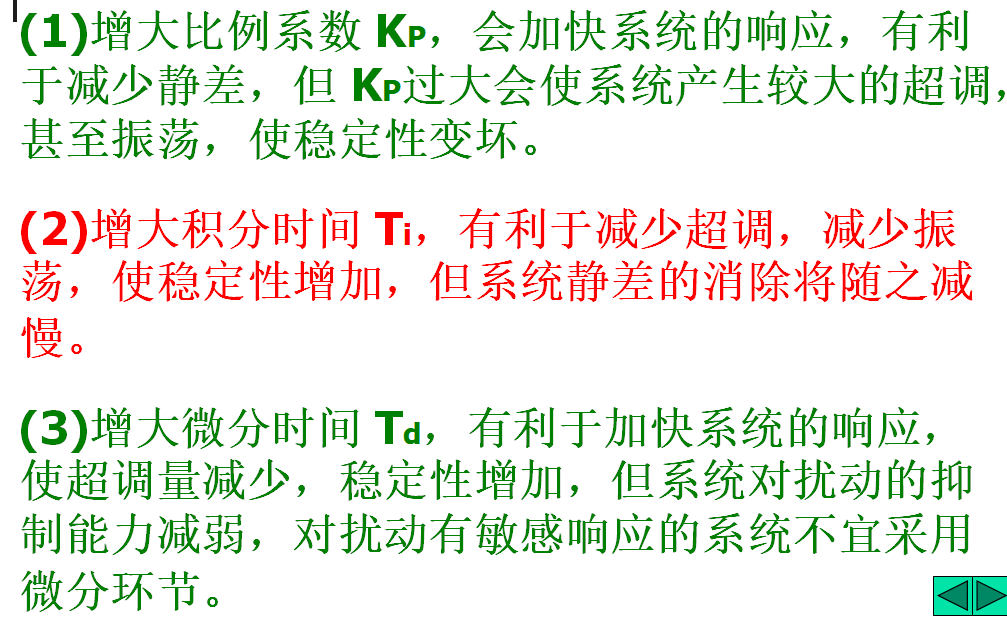 (1)增大比例系数 KP，会加快系统的响应，有利
于减少静差，但 KP过大会使系统产生较大的超调，
甚至振荡，使稳定性变坏。
(2)增大积分时间 Ti，有利于减少超调，减少振
荡，使稳定性增加，但系统静差的消除将随之减
慢。
(3)增大微分时间 Td，有利于加快系统的响应，
使超调量减少，稳定性增加，但系统对扰动的抑
制能力减弱，对扰动有敏感响应的系统不宜采用
微分环节。